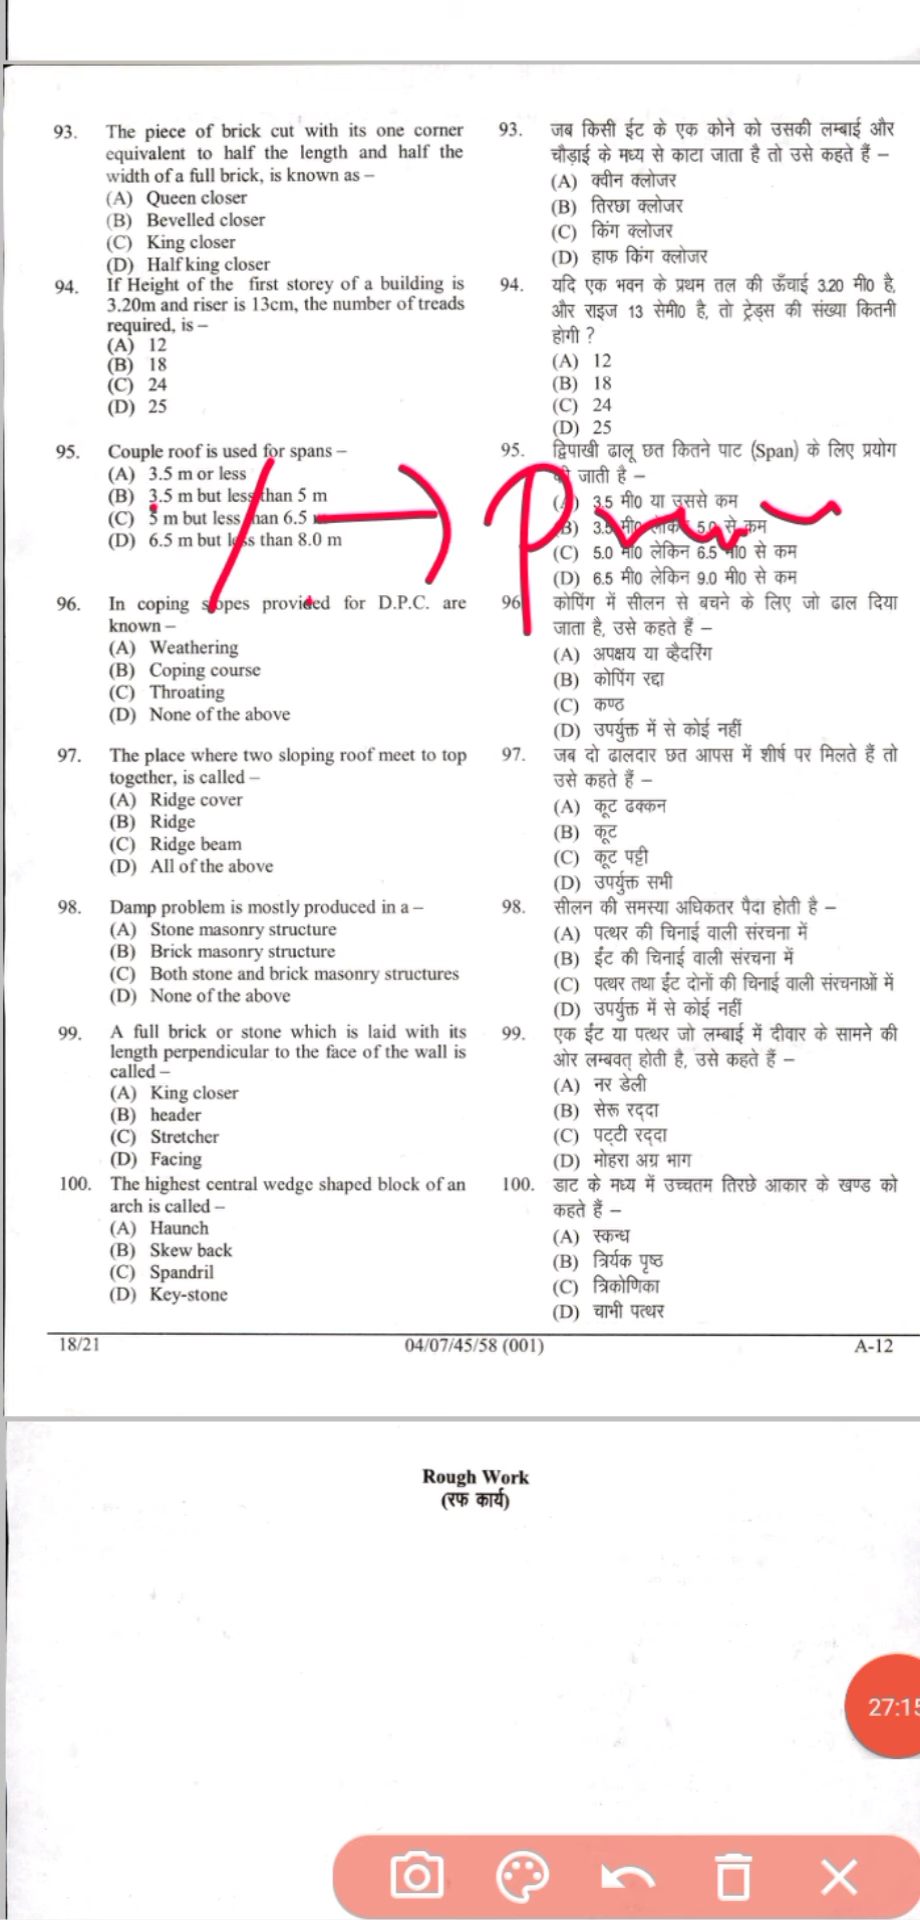 93. The piece of brick cut with its one corner
equivalent to half the length and half the
width of a full brick, is known as –
(A) Queen closer
(B) Bevelled closer
(C) King closer
(D) Half king closer
94. If Height of the first storey of a building is
3.20m and riser is 13cm, the number of treads
required, is –
(A) 12
(B) 18
(C) 24
(D) 25
95. Couple roof is used for spans –
(A) 3.5 m or less
(B) 3.5 m but less than 5 m
(C) 5 m but less than 6.5
(D) 6.5 m but less than 8.0 m
96. In coping slopes provided for D.P.C. are
known –
(A) Weathering
(B) Coping course
(C) Throating
(D) None of the above
97. The place where two sloping roof meet to top
together, is called –
(A) Ridge cover
(B) Ridge
(C) Ridge beam
(D) All of the above
98. Damp problem is mostly produced in a –
(A) Stone masonry structure
(B) Brick masonry structure
(C) Both stone and brick masonry structures
(D) None of the above
99. A full brick or stone which is laid with its
length perpendicular to the face of the wall is
called –
(A) King closer
(B) header
(C) Stretcher
(D) Facing
100. The highest central wedge shaped block of an
arch is called –
(A) Haunch
(B) Skew back
(C) Spandril
(D) Key-stone
93. जब किसी ईट के एक कोने को उसकी लम्बाई और
चौड़ाई के मध्य से काटा जाता है तो उसे कहते हैं –
(A) क्वीन क्लोजर
(B) तिरछा क्लोजर
(C) किंग क्लोजर
(D) हाफ किंग क्लोजर
94. यदि एक भवन के प्रथम तल की ऊँचाई 3.20 मी0 है,
और राइज 13 सेमी0 है, तो ट्रेड्स की संख्या कितनी
होगी ?
(A) 12
(B) 18
(C) 24
(D) 25
95. द्विपाखी ढालू छत कितने पाट (Span) के लिए प्रयोग
की जाती है –
(A) 3.5 मी0 या उससे कम
(B) 3.5 मी0 लेकिन 5.0 से कम
(C) 5.0 मी0 लेकिन 6.5 मी0 से कम
(D) 6.5 मी0 लेकिन 9.0 मी0 से कम
96 कोपिंग में सीलन से बचने के लिए जो ढाल दिया
जाता है, उसे कहते हैं –
(A) अपक्षय या व्हैदरिंग
(B) कोपिंग रद्दा
(C) कण्ठ
(D) उपर्युक्त में से कोई नहीं
97. जब दो ढालदार छत आपस में शीर्ष पर मिलते हैं तो
उसे कहते हैं –
(A) कूट ढक्कन
(B) कूट
(C) कूट पट्टी
(D) उपर्युक्त सभी
98. सीलन की समस्या अधिकतर पैदा होती है –
(A) पत्थर की चिनाई वाली संरचना में
(B) ईंट की चिनाई वाली संरचना में
(C) पत्थर तथा ईंट दोनों की चिनाई वाली संरचनाओं में
(D) उपर्युक्त में से कोई नहीं
99. एक ईंट या पत्थर जो लम्बाई में दीवार के सामने की
ओर लम्बवत् होती है, उसे कहते हैं –
(A) नर डेली
(B) सेरू रद्दा
(C) पट्टी रद्दा
(D) मोहरा अग्र भाग
100. डाट के मध्य में उच्चतम तिरछे आकार के खण्ड को
कहते हैं –
(A) स्कन्ध
(B) त्रिर्यक पृष्ठ
(C) त्रिकोणिका
(D) चाभी पत्थर
18/21 04/07/45/58 (001) A-12
Rough Work
(रफ कार्य)
27:15